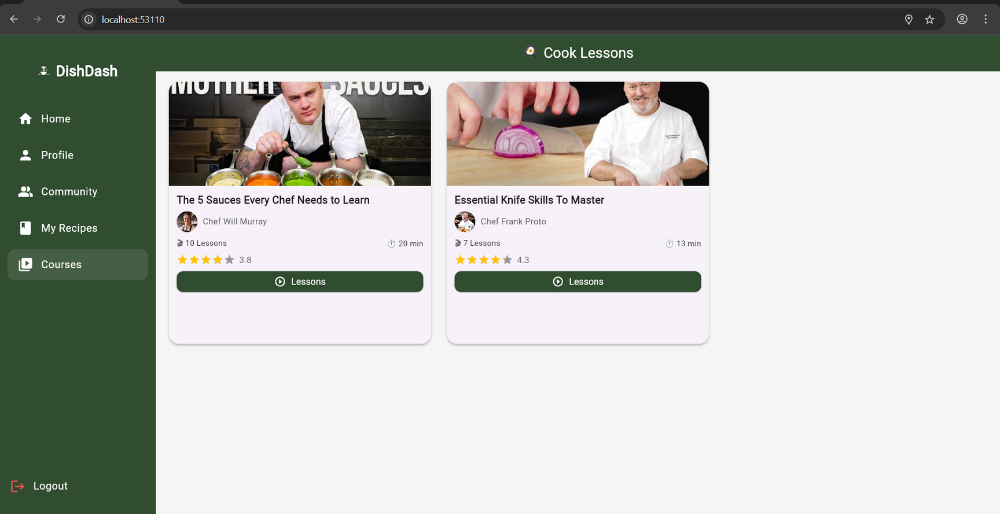 localhost:53110
Cook Lessons
DishDash
Home
Profile
Community
My Recipes
Courses
Logout
MOTHER SAUCES
The 5 Sauces Every Chef Needs to Learn
Chef Will Murray
10 Lessons 20 min
3.8
Lessons
Essential Knife Skills To Master
Chef Frank Proto
7 Lessons 13 min
4.3
Lessons